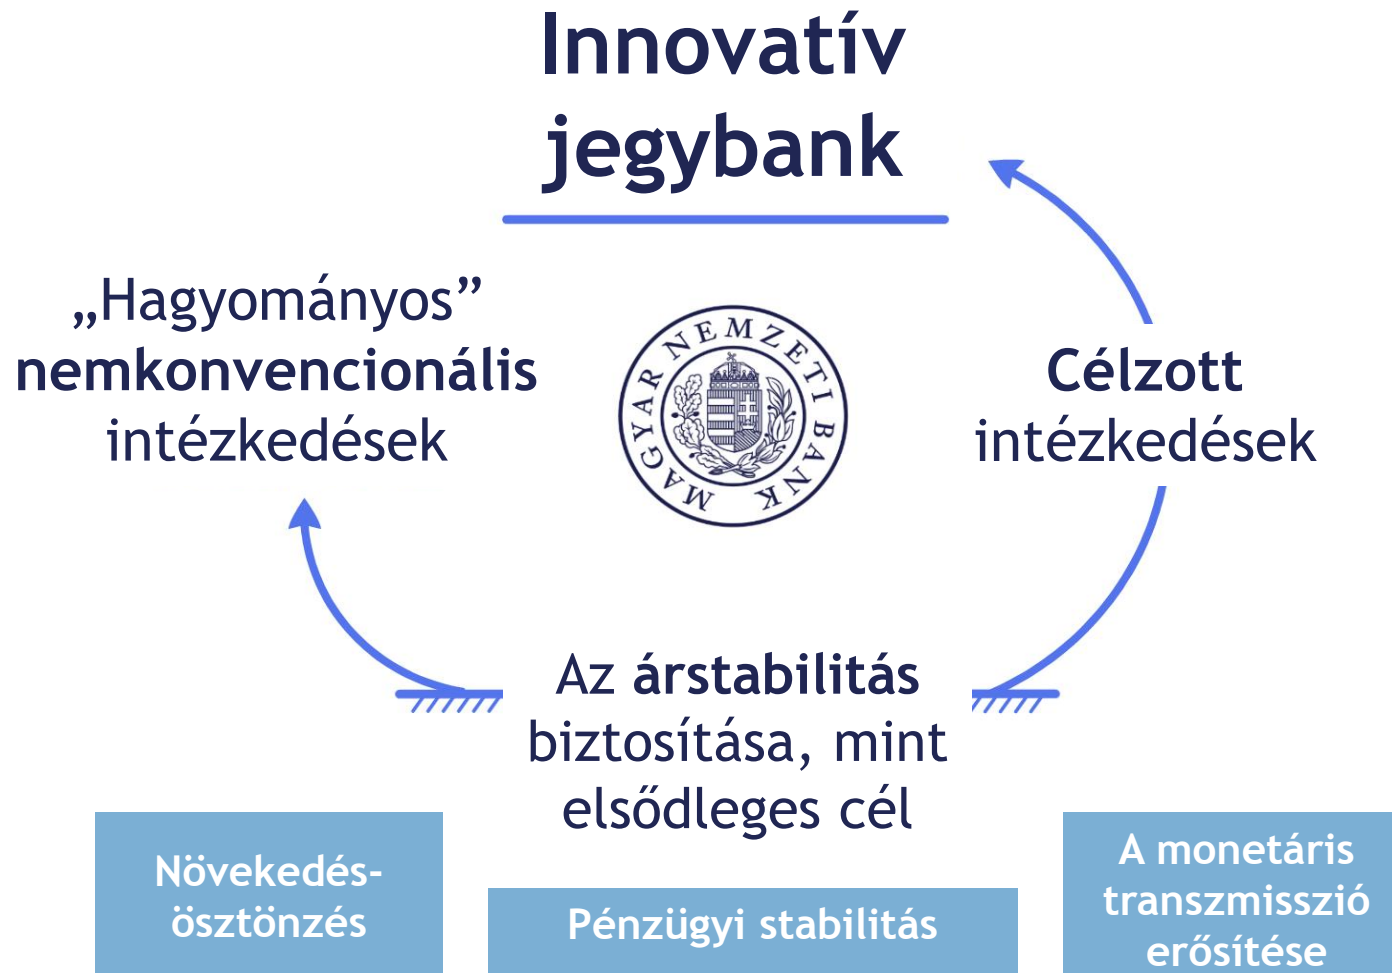 Innovatív
jegybank
„Hagyományos”
nemkonvencionális
intézkedések
MAGYAR NEMZETI BANK
Célzott
intézkedések
Az árstabilitás
biztosítása, mint
elsődleges cél
Növekedés-
ösztönzés
Pénzügyi stabilitás
A monetáris
transzmisszió
erősítése